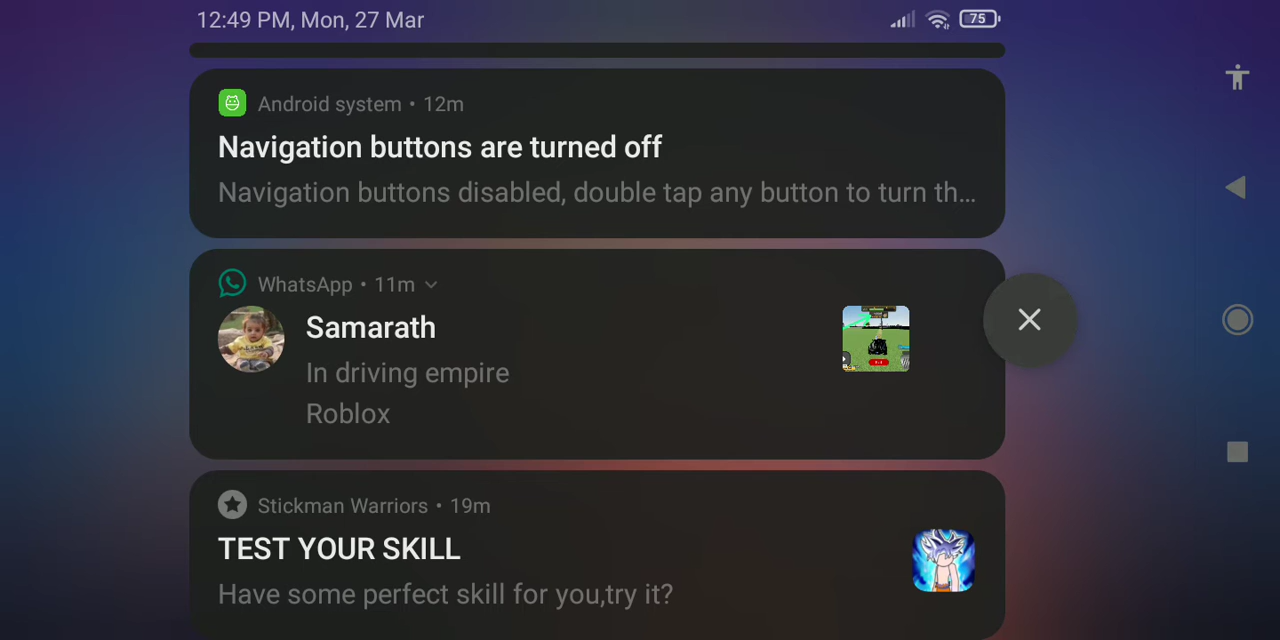 12:49 PM, Mon, 27 Mar
75
Android system • 12m
Navigation buttons are turned off
Navigation buttons disabled, double tap any button to turn th...
WhatsApp • 11m
Samarath
In driving empire
Roblox
Stickman Warriors • 19m
TEST YOUR SKILL
Have some perfect skill for you,try it?